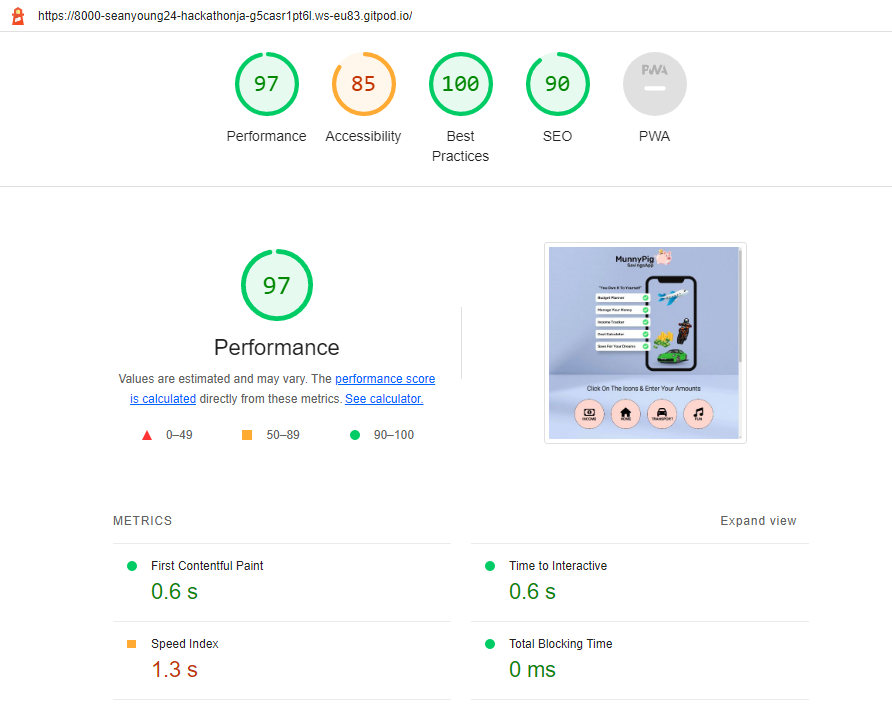 https://8000-seanyoung24-hackathonja-g5casr1pt6l.ws-eu83.gitpod.io/
97 85 100 90 PWA
Performance Accessibility Best Practices SEO PWA
97
Performance
Values are estimated and may vary. The performance score
is calculated directly from these metrics. See calculator.
0–49 50–89 90–100
MunnyPig
SavingsApp
"You Owe It To Yourself"
Budget Planner
Manage Your Money
Income Tracker
Cost Calculator
Save For Your Dreams
Click On The Icons & Enter Your Amounts
INCOME HOME TRANSPORT FUN
METRICS Expand view
First Contentful Paint Time to Interactive
0.6 s 0.6 s
Speed Index Total Blocking Time
1.3 s 0 ms